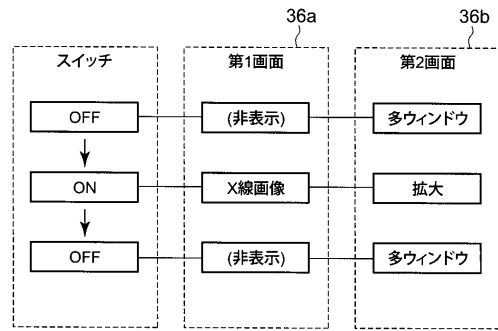 36a
36b
スイッチ
第1画面
第2画面
OFF
(非表示)
多ウィンドウ
ON
X線画像
拡大
OFF
(非表示)
多ウィンドウ